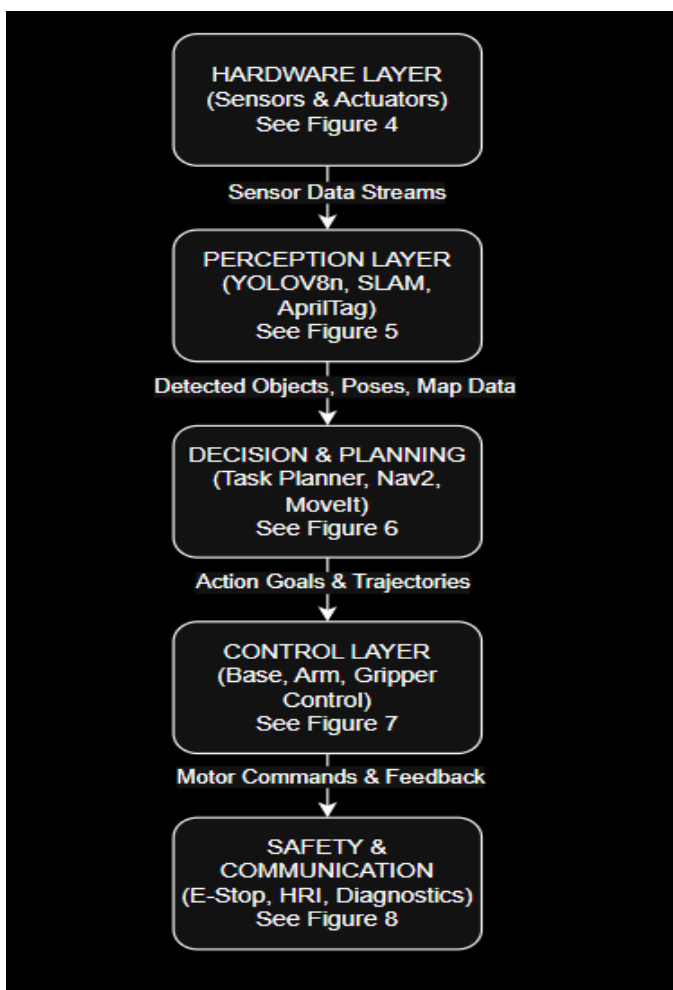 HARDWARE LAYER
(Sensors & Actuators)
See Figure 4
Sensor Data Streams
PERCEPTION LAYER
(YOLOV8n, SLAM,
AprilTag)
See Figure 5
Detected Objects, Poses, Map Data
DECISION & PLANNING
(Task Planner, Nav2,
MoveIt)
See Figure 6
Action Goals & Trajectories
CONTROL LAYER
(Base, Arm, Gripper
Control)
See Figure 7
Motor Commands & Feedback
SAFETY &
COMMUNICATION
(E-Stop, HRI, Diagnostics)
See Figure 8